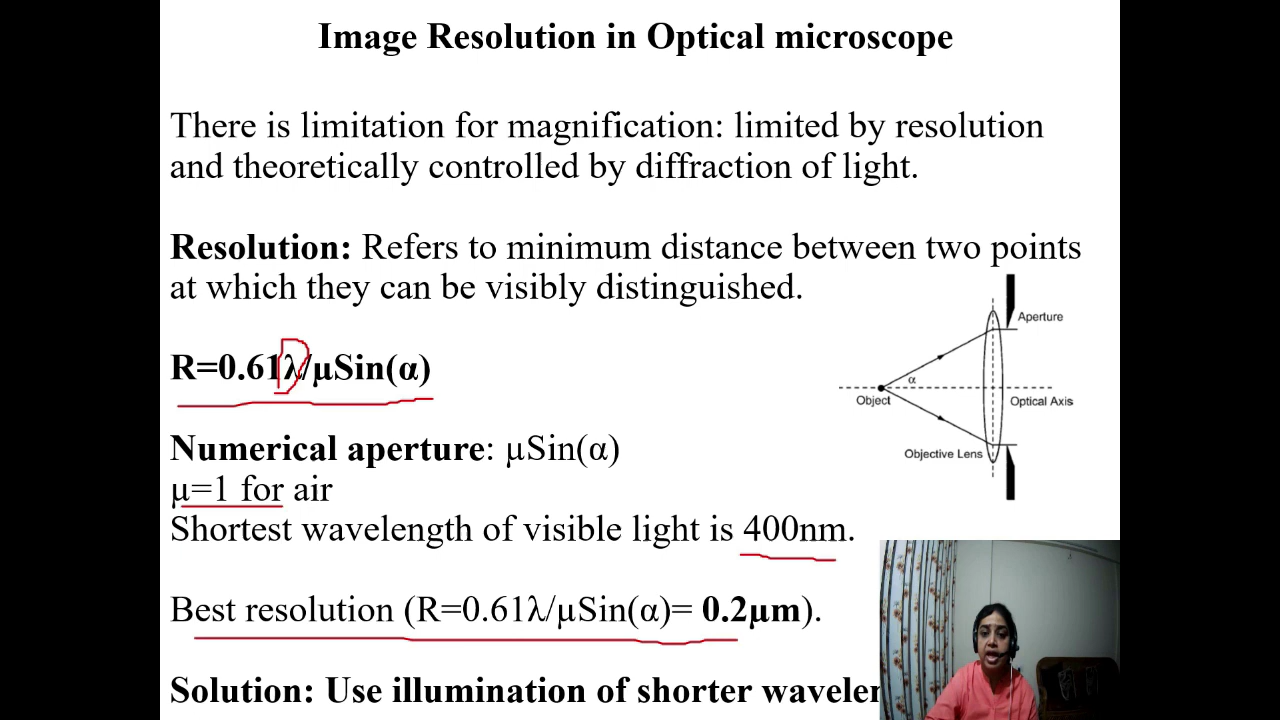 Image Resolution in Optical microscope
There is limitation for magnification: limited by resolution
and theoretically controlled by diffraction of light.
Resolution: Refers to minimum distance between two points
at which they can be visibly distinguished.
R=0.61λ/μSin(α)
Aperture
α
Object
Optical Axis
Objective Lens
Numerical aperture: μSin(α)
μ=1 for air
Shortest wavelength of visible light is 400nm.
Best resolution (R=0.61λ/μSin(α)= 0.2μm).
Solution: Use illumination of shorter